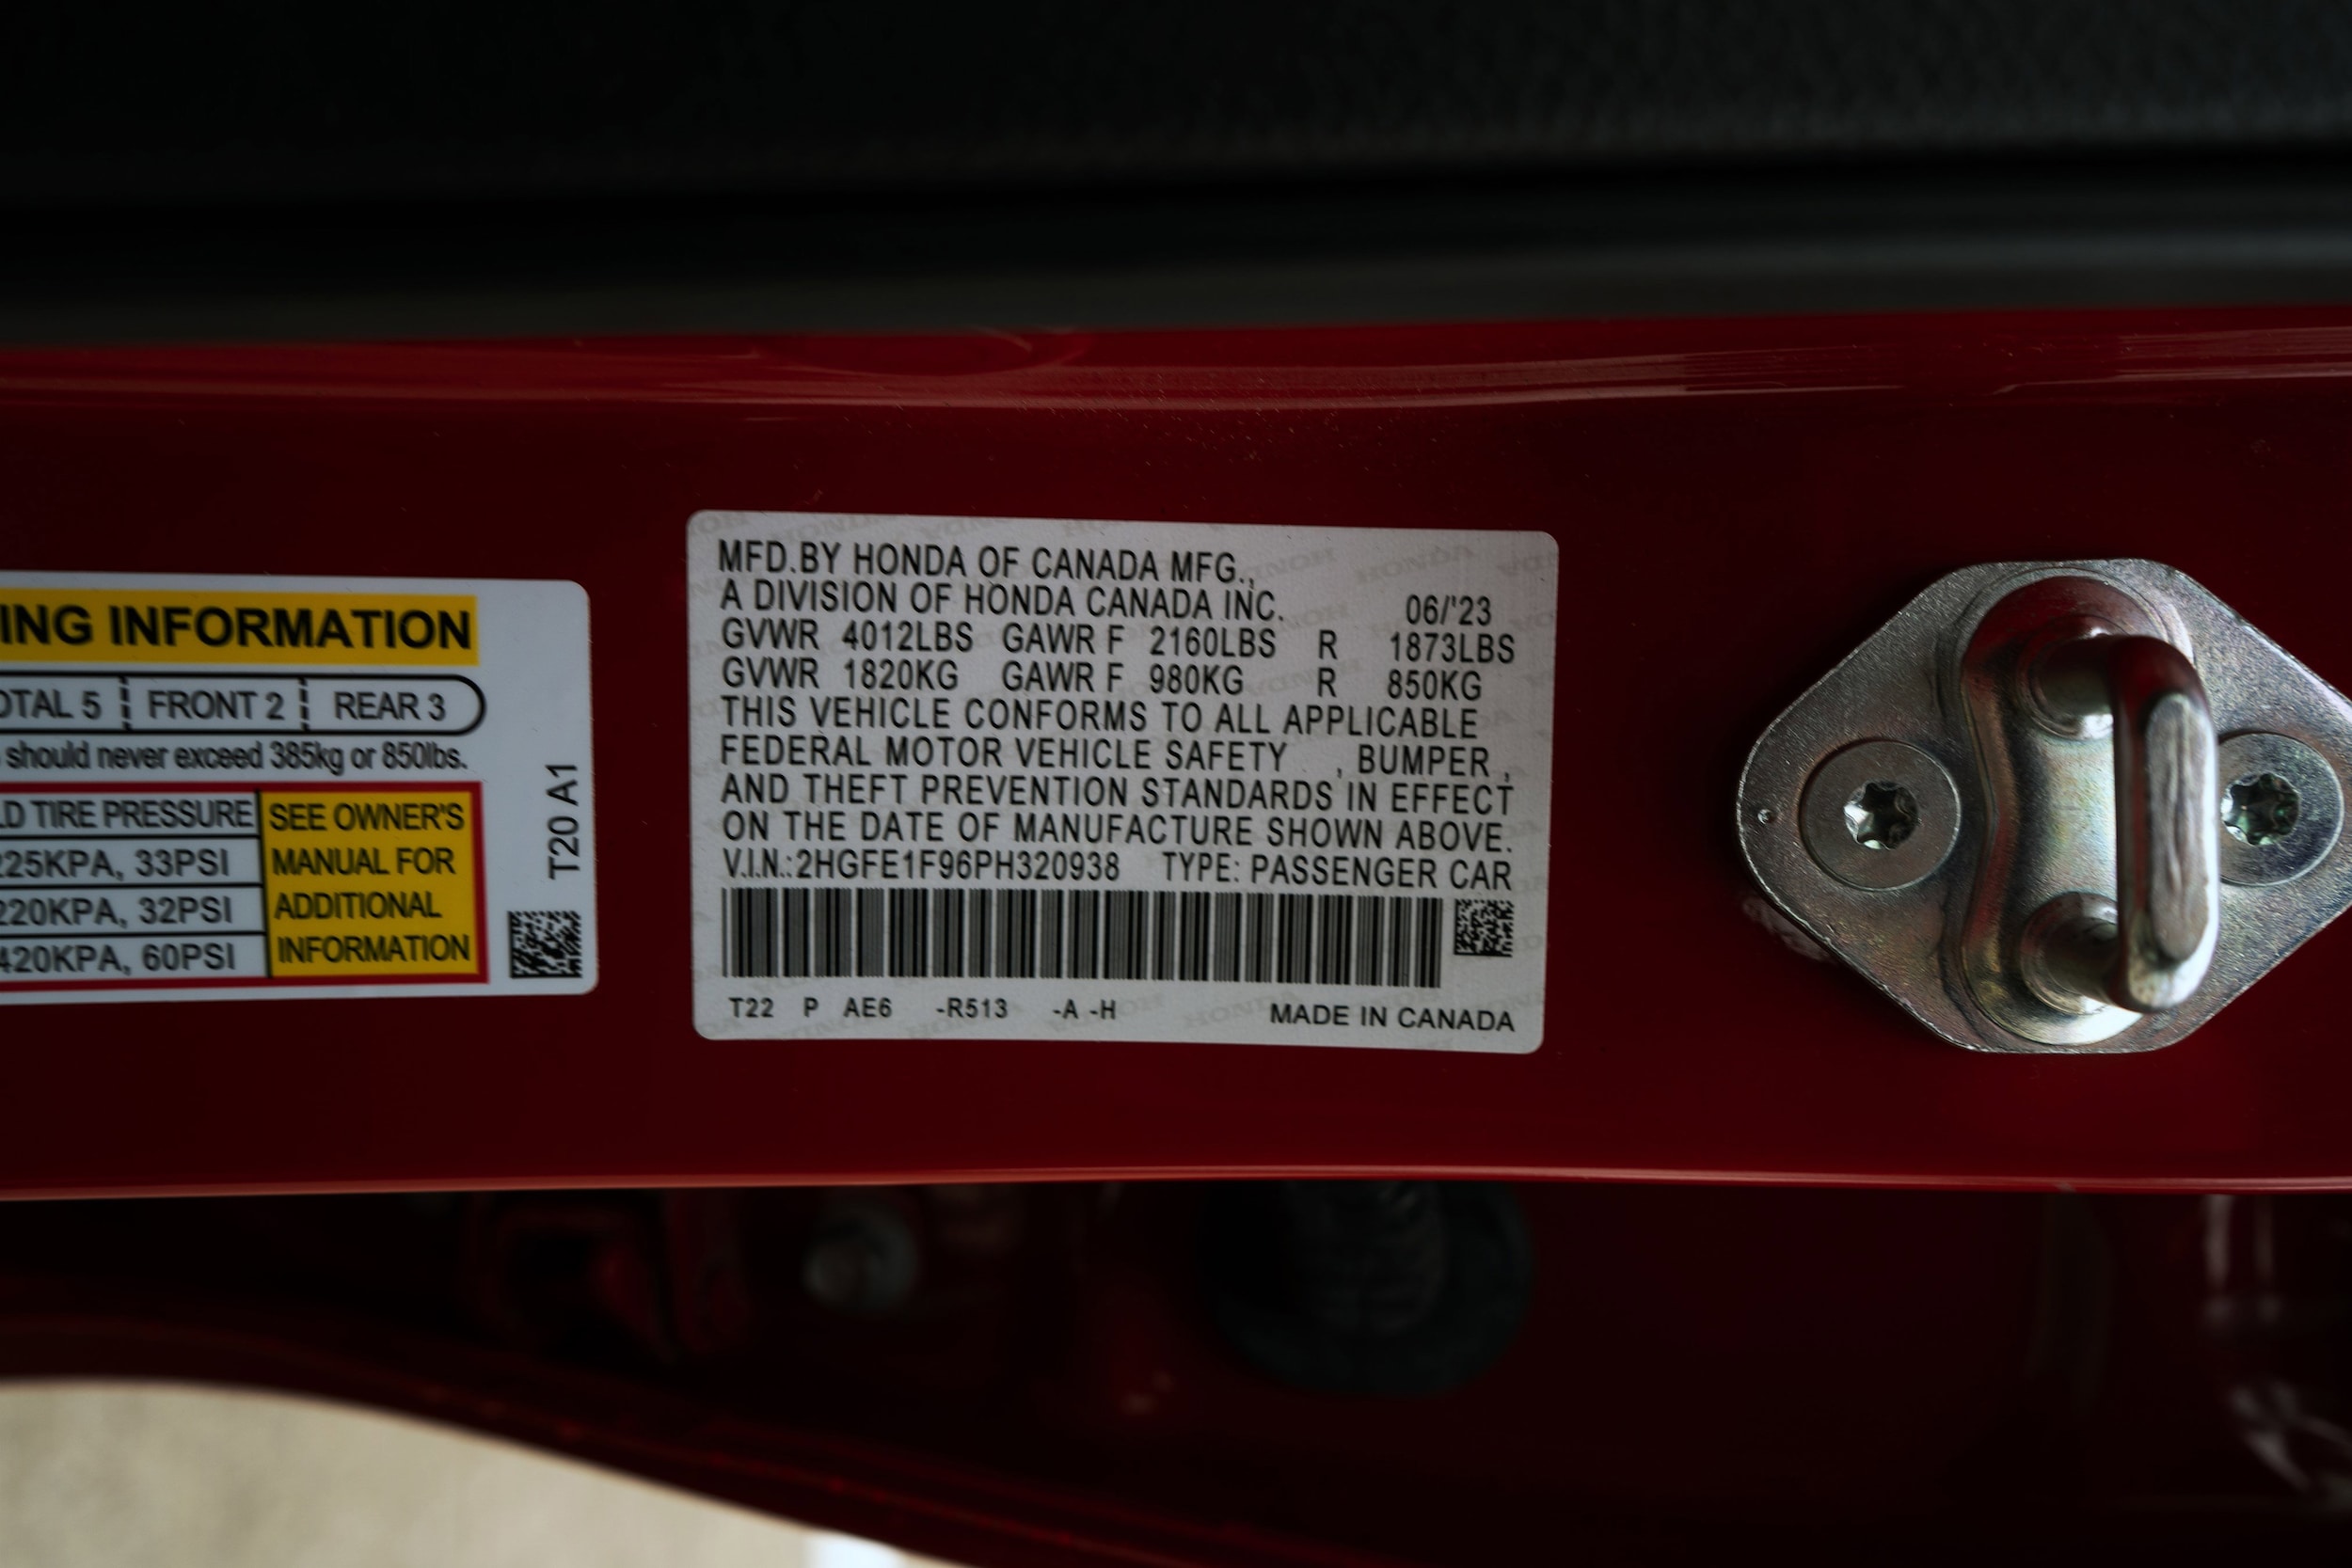 ING INFORMATION
OTAL 5 FRONT 2 REAR 3
should never exceed 385kg or 850lbs.
LD TIRE PRESSURE
225KPA, 33PSI
220KPA, 32PSI
420KPA, 60PSI
SEE OWNER'S
MANUAL FOR
ADDITIONAL
INFORMATION
T20 A1
MFD.BY HONDA OF CANADA MFG.,
A DIVISION OF HONDA CANADA INC. 06/'23
GVWR 4012LBS GAWR F 2160LBS R 1873LBS
GVWR 1820KG GAWR F 980KG R 850KG
THIS VEHICLE CONFORMS TO ALL APPLICABLE
FEDERAL MOTOR VEHICLE SAFETY , BUMPER ,
AND THEFT PREVENTION STANDARDS IN EFFECT
ON THE DATE OF MANUFACTURE SHOWN ABOVE.
V.I.N.:2HGFE1F96PH320938 TYPE: PASSENGER CAR
T22 P AE6 -R513 -A -H MADE IN CANADA